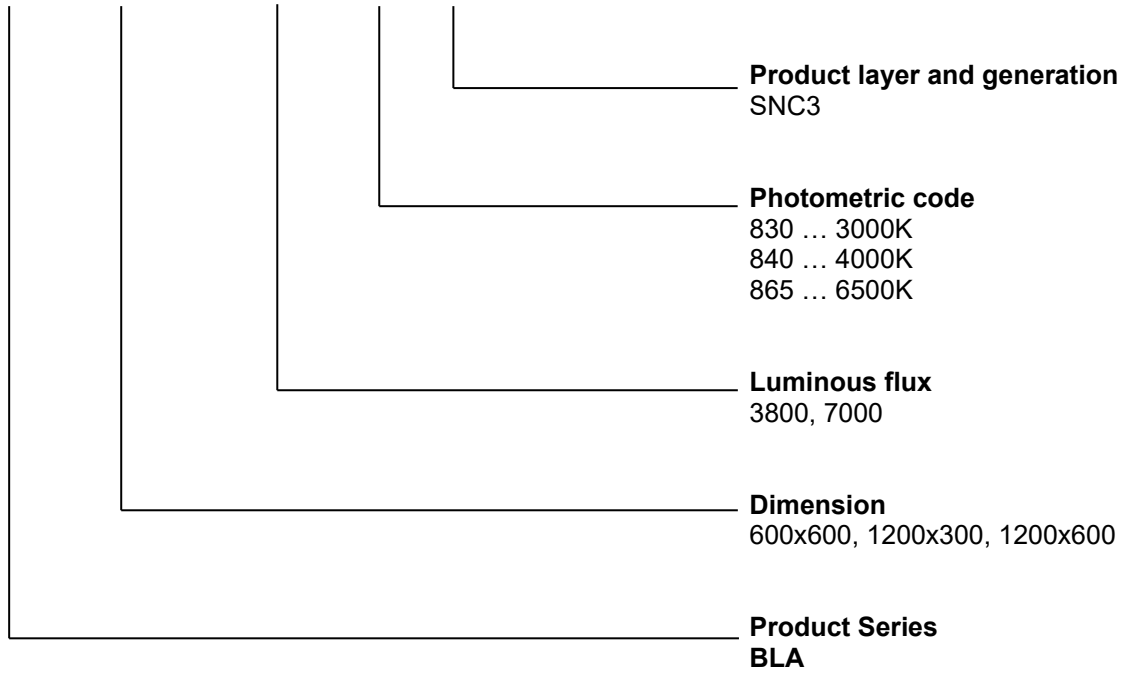 Product layer and generation
SNC3
Photometric code
830 … 3000K
840 … 4000K
865 … 6500K
Luminous flux
3800, 7000
Dimension
600x600, 1200x300, 1200x600
Product Series
BLA